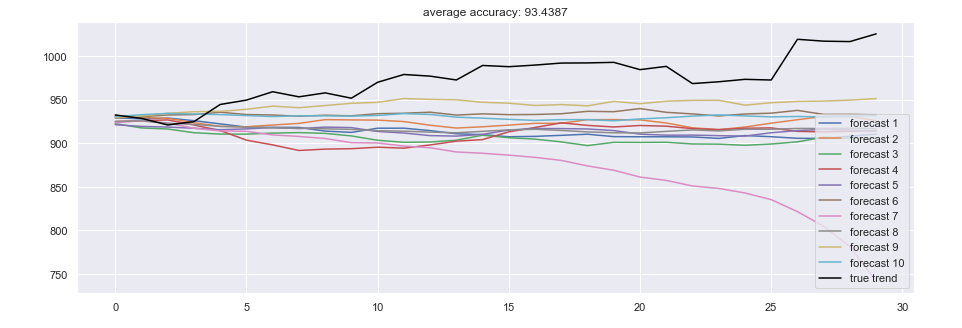 average accuracy: 93.4387
1000
950
900
850
800
750
0
5
10
15
20
25
30
forecast 1
forecast 2
forecast 3
forecast 4
forecast 5
forecast 6
forecast 7
forecast 8
forecast 9
forecast 10
true trend